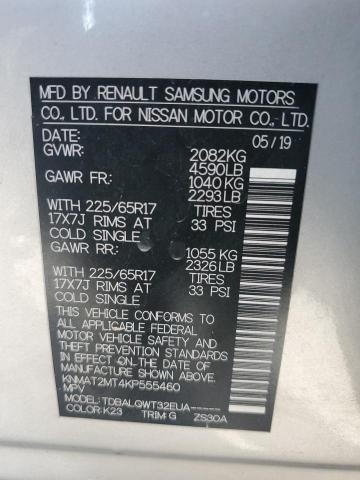 MFD BY RENAULT SAMSUNG MOTORS
CO., LTD. FOR NISSAN MOTOR CO., LTD.
DATE: 05/19
GVWR: 2082KG
4590LB
GAWR FR: 1040 KG
2293 LB
WITH 225/65R17 TIRES
17X7J RIMS AT 33 PSI
COLD SINGLE
GAWR RR: 1055 KG
2326 LB
WITH 225/65R17 TIRES
17X7J RIMS AT 33 PSI
COLD SINGLE
THIS VEHICLE CONFORMS TO
ALL APPLICABLE FEDERAL
MOTOR VEHICLE SAFETY AND
THEFT PREVENTION STANDARDS
IN EFFECT ON THE DATE OF
MANUFACTURE SHOWN ABOVE.
KNMAT2MT4KP555460
MPV
TYPE: TDBALQWT32EUA-----
COLOR: K23 TRIM: G ZS30A